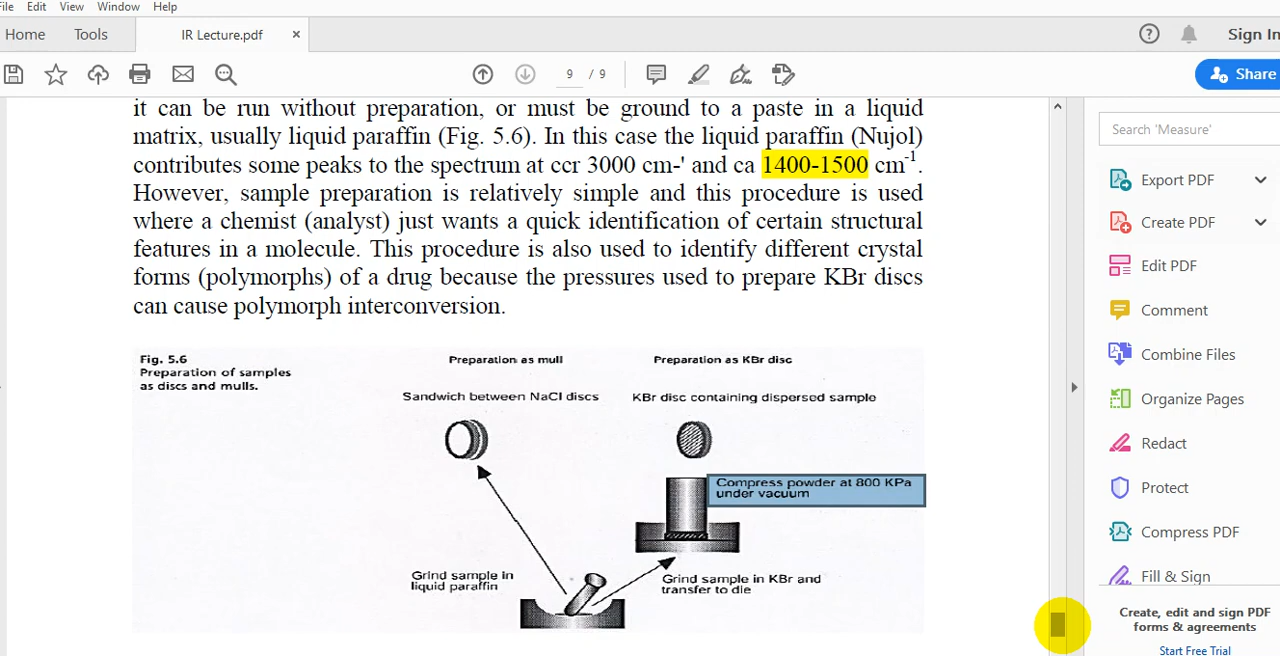 File Edit View Window Help
Home Tools IR Lecture.pdf × Sign In
9 / 9 Share
it can be run without preparation, or must be ground to a paste in a liquid
matrix, usually liquid paraffin (Fig. 5.6). In this case the liquid paraffin (Nujol)
contributes some peaks to the spectrum at ccr 3000 cm-' and ca 1400-1500 cm-1.
However, sample preparation is relatively simple and this procedure is used
where a chemist (analyst) just wants a quick identification of certain structural
features in a molecule. This procedure is also used to identify different crystal
forms (polymorphs) of a drug because the pressures used to prepare KBr discs
can cause polymorph interconversion.
Fig. 5.6
Preparation of samples
as discs and mulls.
Preparation as mull
Preparation as KBr disc
Sandwich between NaCl discs
KBr disc containing dispersed sample
Compress powder at 800 KPa
under vacuum
Grind sample in
liquid paraffin
Grind sample in KBr and
transfer to die
Search 'Measure'
Export PDF
Create PDF
Edit PDF
Comment
Combine Files
Organize Pages
Redact
Protect
Compress PDF
Fill & Sign
Create, edit and sign PDF
forms & agreements
Start Free Trial